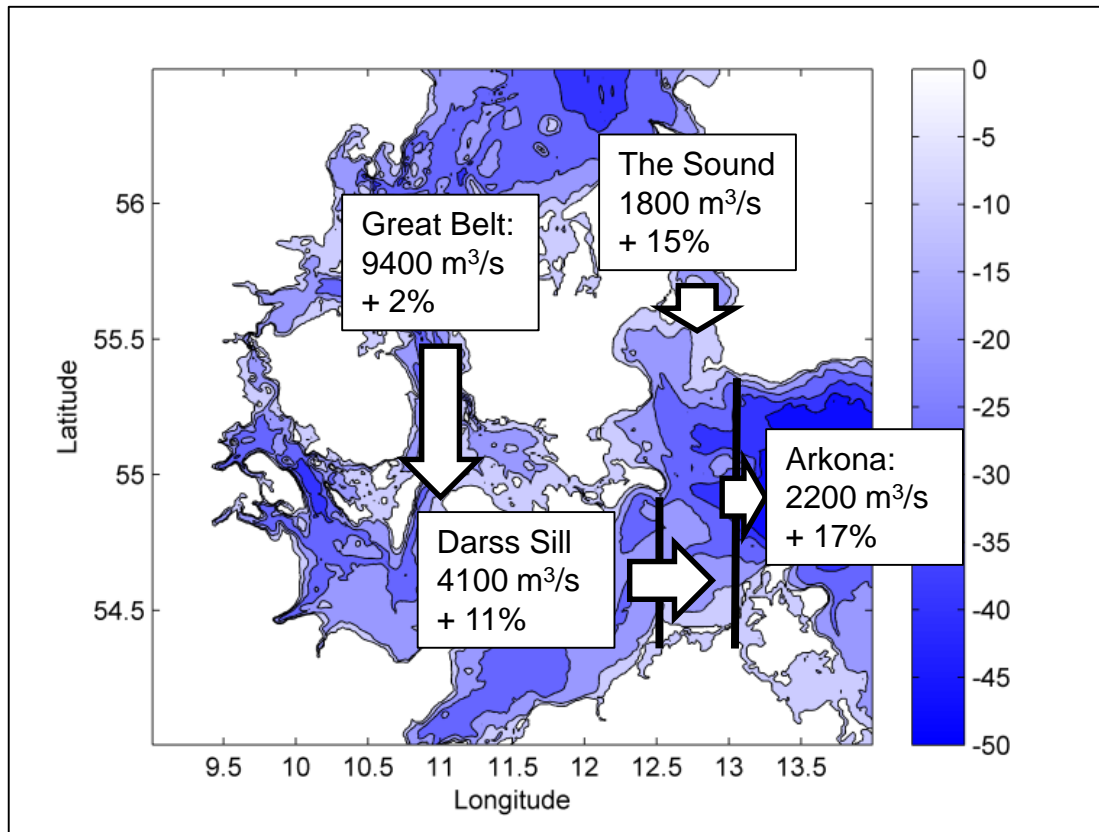 The Sound
1800 m³/s
+ 15%
Great Belt:
9400 m³/s
+ 2%
Arkona:
2200 m³/s
+ 17%
Darss Sill
4100 m³/s
+ 11%
56
55.5
55
54.5
Latitude
9.5 10 10.5 11 11.5 12 12.5 13 13.5
Longitude
0
-5
-10
-15
-20
-25
-30
-35
-40
-45
-50